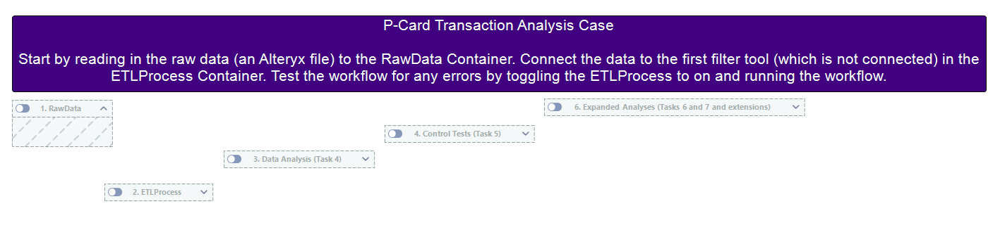 P-Card Transaction Analysis Case
Start by reading in the raw data (an Alteryx file) to the RawData Container. Connect the data to the first filter tool (which is not connected) in the
ETLProcess Container. Test the workflow for any errors by toggling the ETLProcess to on and running the workflow.
1. RawData
6. Expanded Analyses (Tasks 6 and 7 and extensions)
4. Control Tests (Task 5)
3. Data Analysis (Task 4)
2. ETLProcess